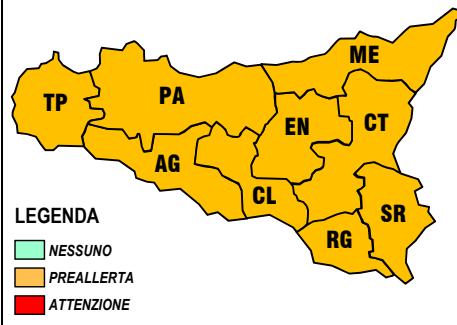 ME
PA
TP
EN
CT
AG
CL
SR
RG
LEGENDA
NESSUNO
PREALLERTA
ATTENZIONE